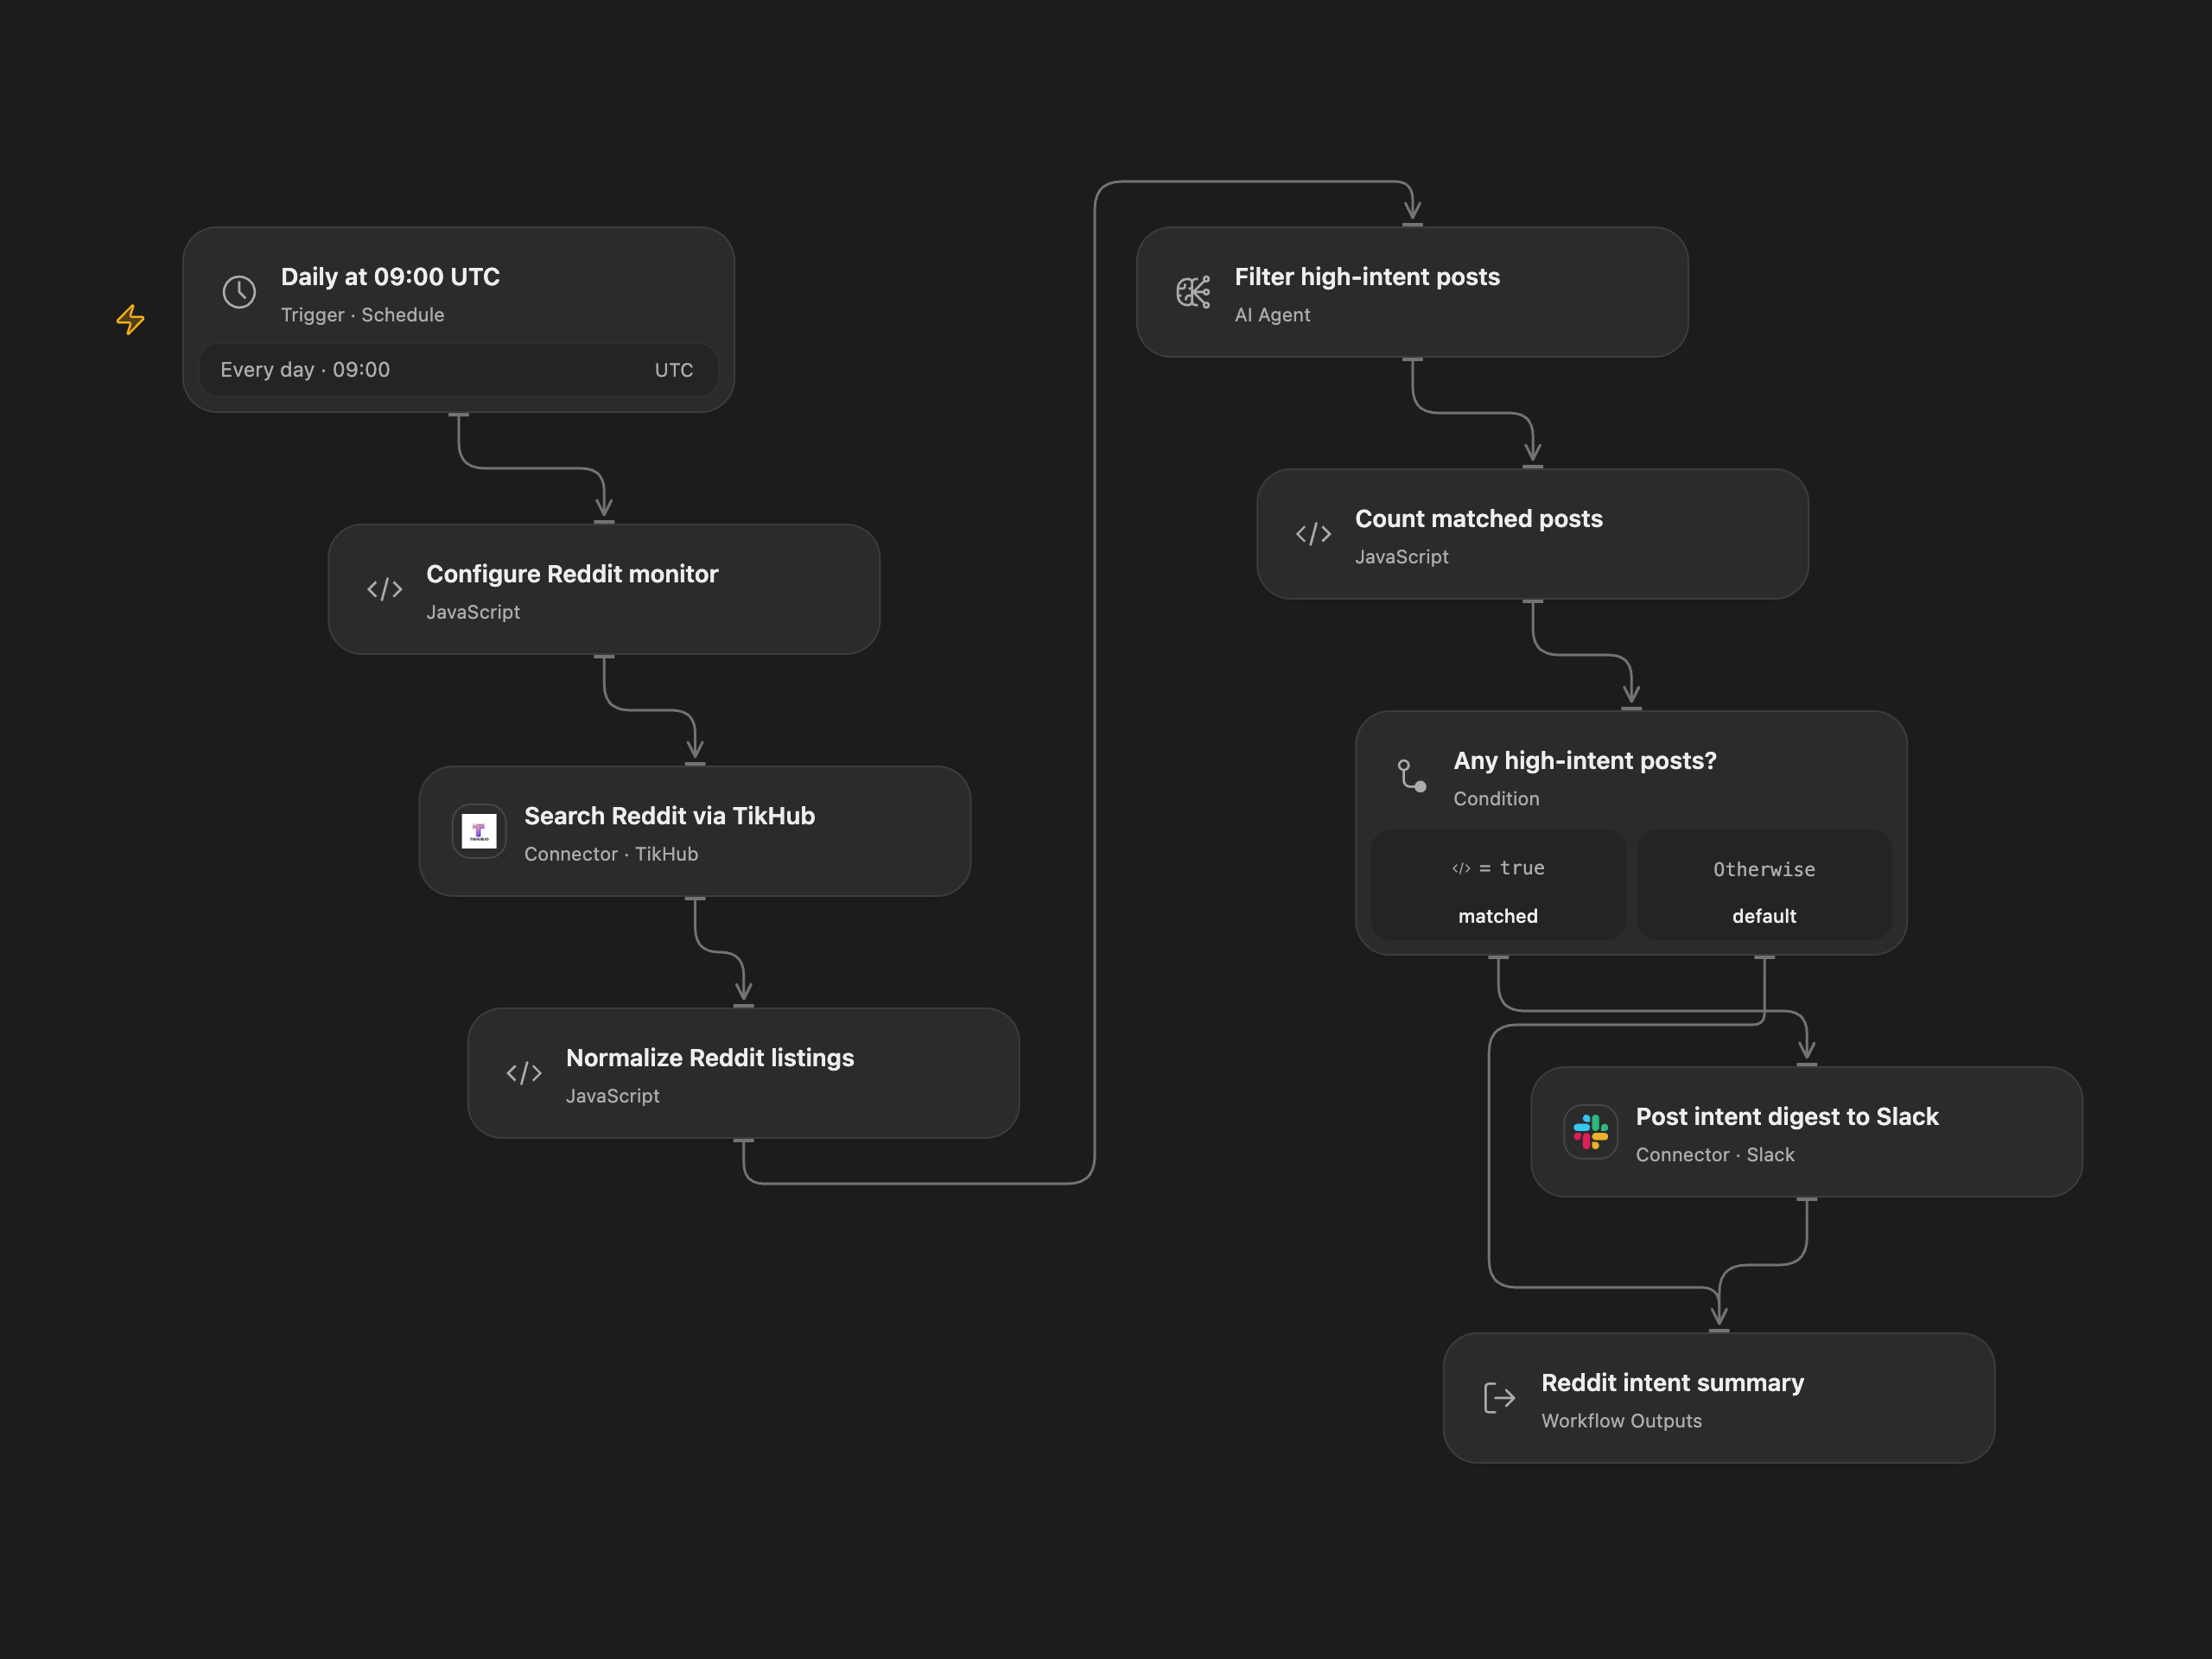 Daily at 09:00 UTC
Trigger · Schedule
Every day · 09:00
UTC
Configure Reddit monitor
JavaScript
Search Reddit via TikHub
Connector · TikHub
Normalize Reddit listings
JavaScript
Filter high-intent posts
AI Agent
Count matched posts
JavaScript
Any high-intent posts?
Condition
</> = true
matched
Otherwise
default
Post intent digest to Slack
Connector · Slack
Reddit intent summary
Workflow Outputs